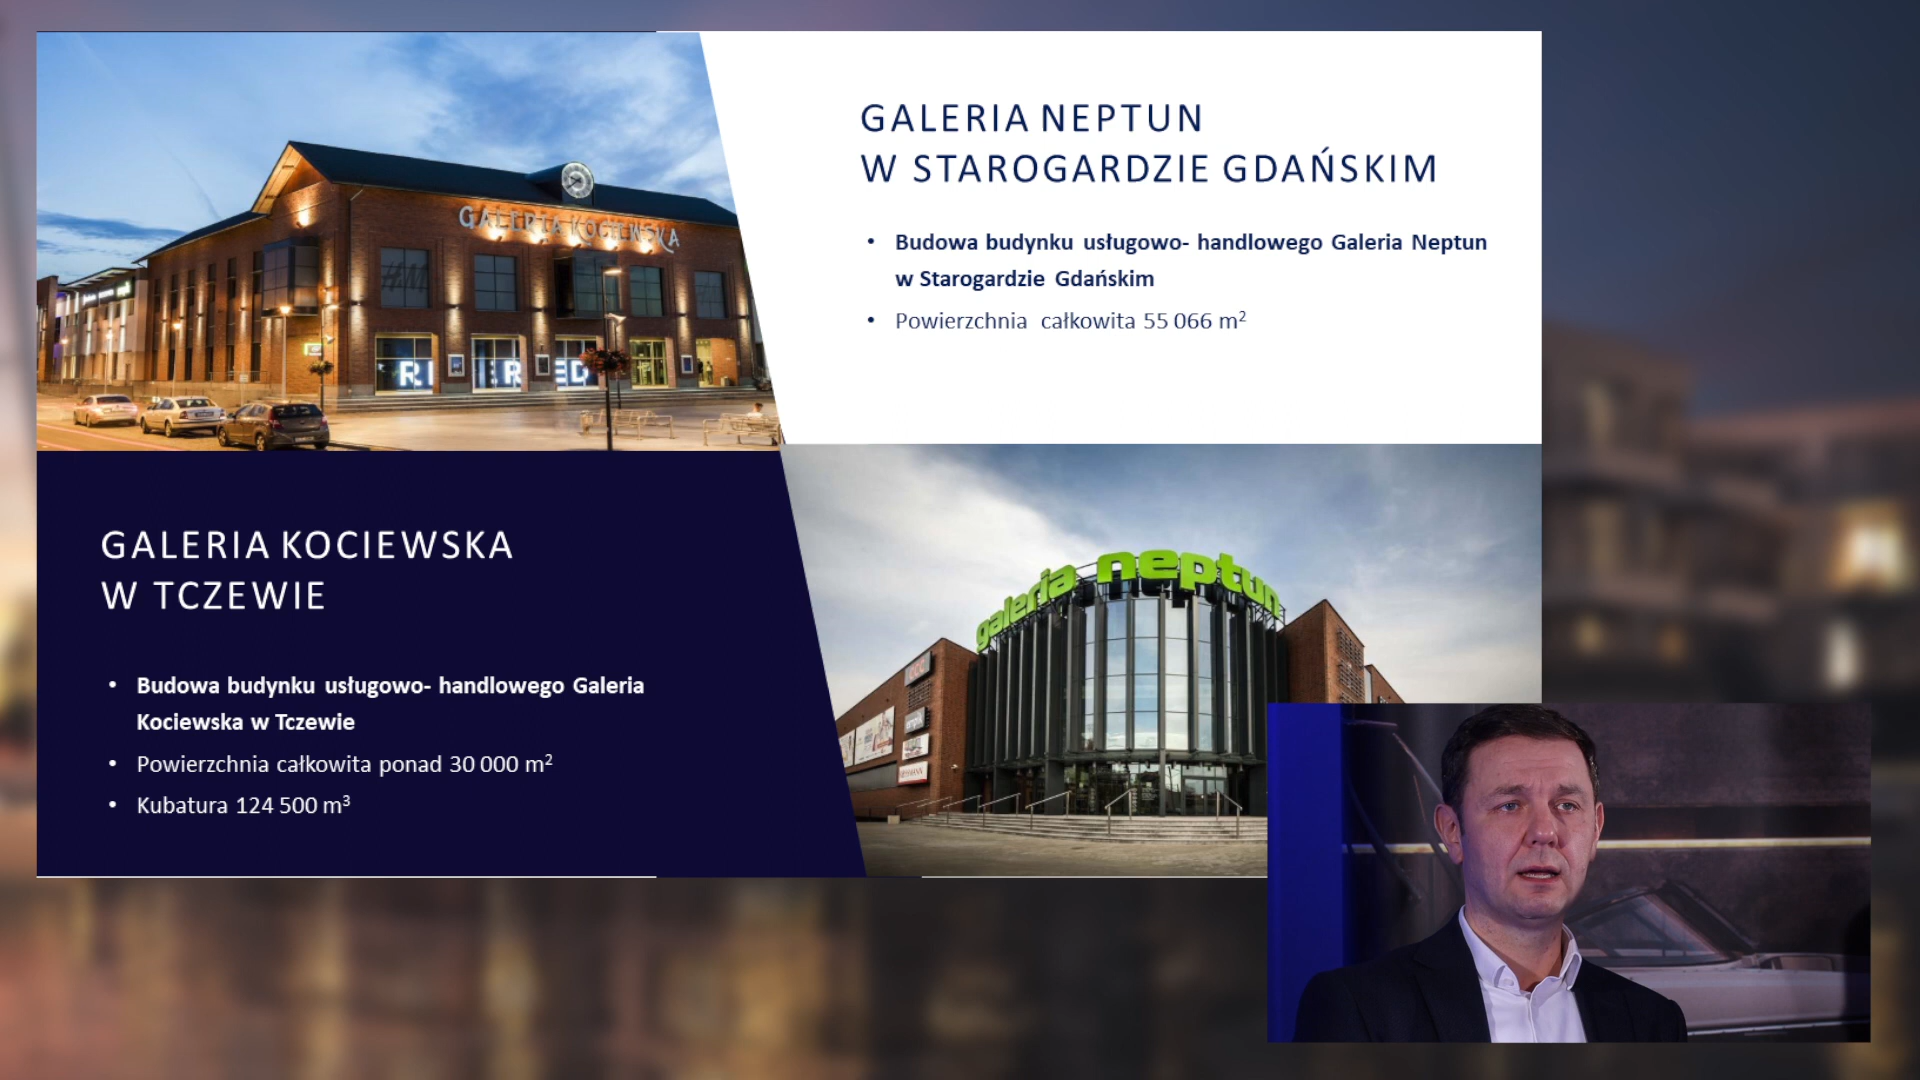 GALERIA KOCIEWSKA
H&M
GALERIA NEPTUN
W STAROGARDZIE GDAŃSKIM
• Budowa budynku usługowo- handlowego Galeria Neptun
w Starogardzie Gdańskim
• Powierzchnia całkowita 55 066 m²
GALERIA KOCIEWSKA
W TCZEWIE
• Budowa budynku usługowo- handlowego Galeria
Kociewska w Tczewie
• Powierzchnia całkowita ponad 30 000 m²
• Kubatura 124 500 m³
galeria neptun
CCC
empik